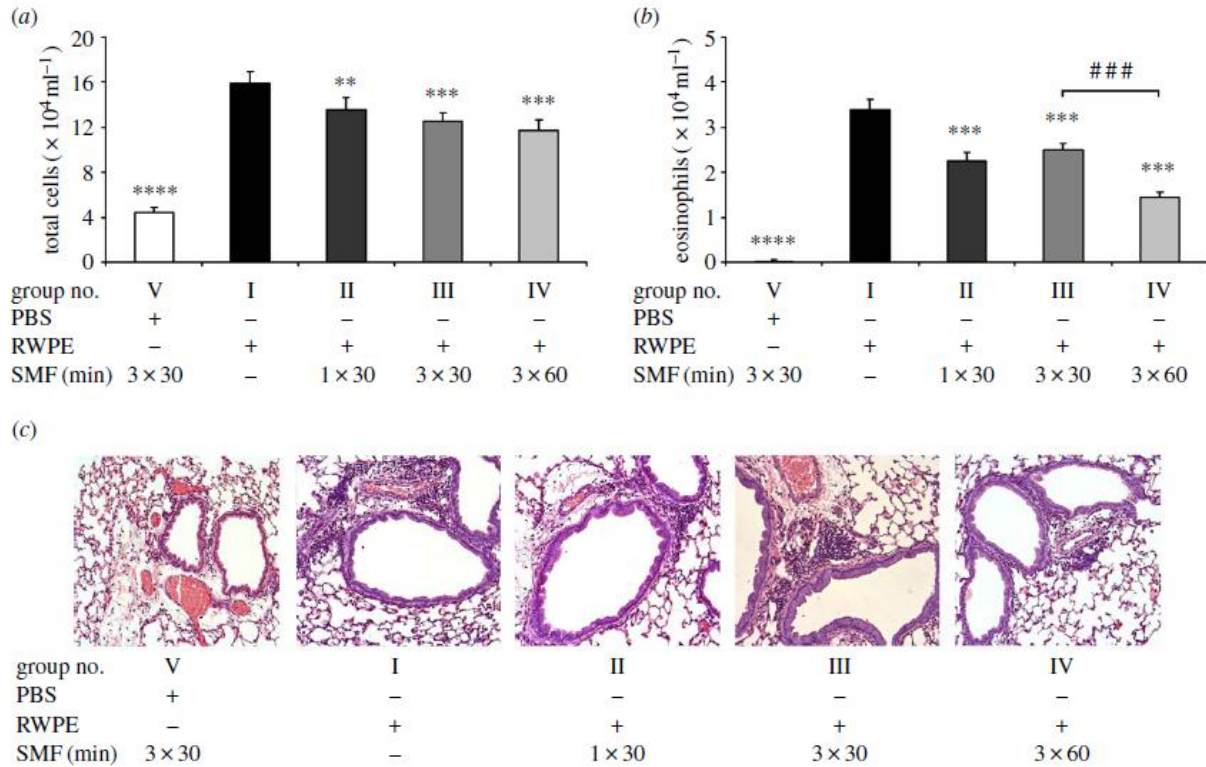 (a)
total cells (×10⁴ ml⁻¹)
20
16
12
8
4
0
**** ** *** ***
group no. V I II III IV
PBS + – – – –
RWPE – + + + +
SMF (min) 3×30 – 1×30 3×30 3×60
(b)
eosinophils (×10⁴ ml⁻¹)
5
4
3
2
1
0
###
**** *** *** ***
group no. V I II III IV
PBS + – – – –
RWPE – + + + +
SMF (min) 3×30 – 1×30 3×30 3×60
(c)
group no. V I II III IV
PBS + – – – –
RWPE – + + + +
SMF (min) 3×30 – 1×30 3×30 3×60